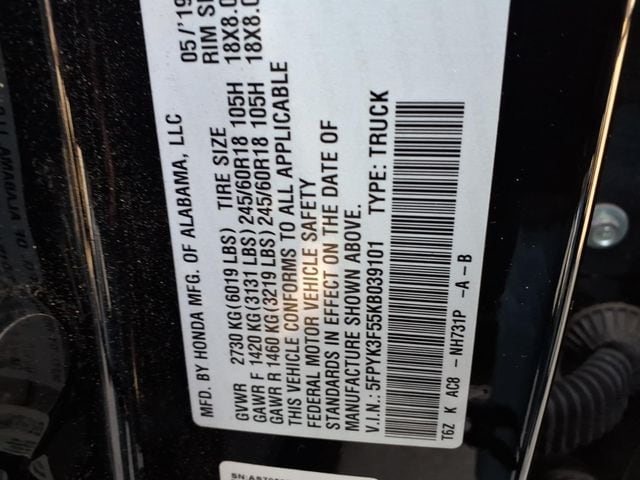 MFD. BY HONDA MFG. OF ALABAMA, LLC 05/'19
TIRE SIZE RIM SI
GVWR 2730 KG (6019 LBS)
GAWR F 1420 KG (3131 LBS) 245/60R18 105H 18X8.0
GAWR R 1460 KG (3219 LBS) 245/60R18 105H 18X8.0
THIS VEHICLE CONFORMS TO ALL APPLICABLE
FEDERAL MOTOR VEHICLE SAFETY
STANDARDS IN EFFECT ON THE DATE OF
MANUFACTURE SHOWN ABOVE.
V.I.N.: 5FPYK3F55KB039101 TYPE: TRUCK
T6Z K AC8 - NH731P -A-B